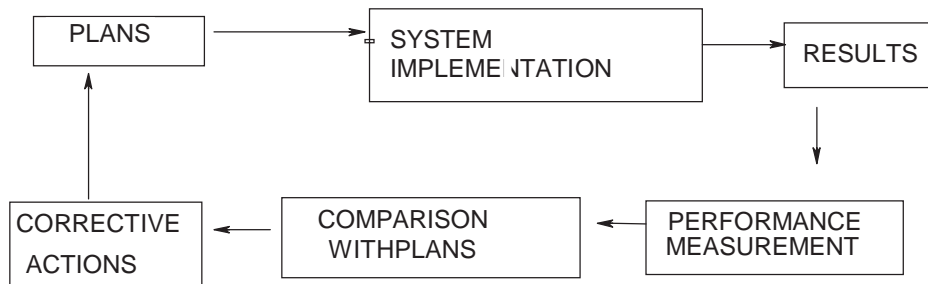 PLANS
SYSTEM
IMPLEMENTATION
RESULTS
CORRECTIVE
ACTIONS
COMPARISON
WITHPLANS
PERFORMANCE
MEASUREMENT